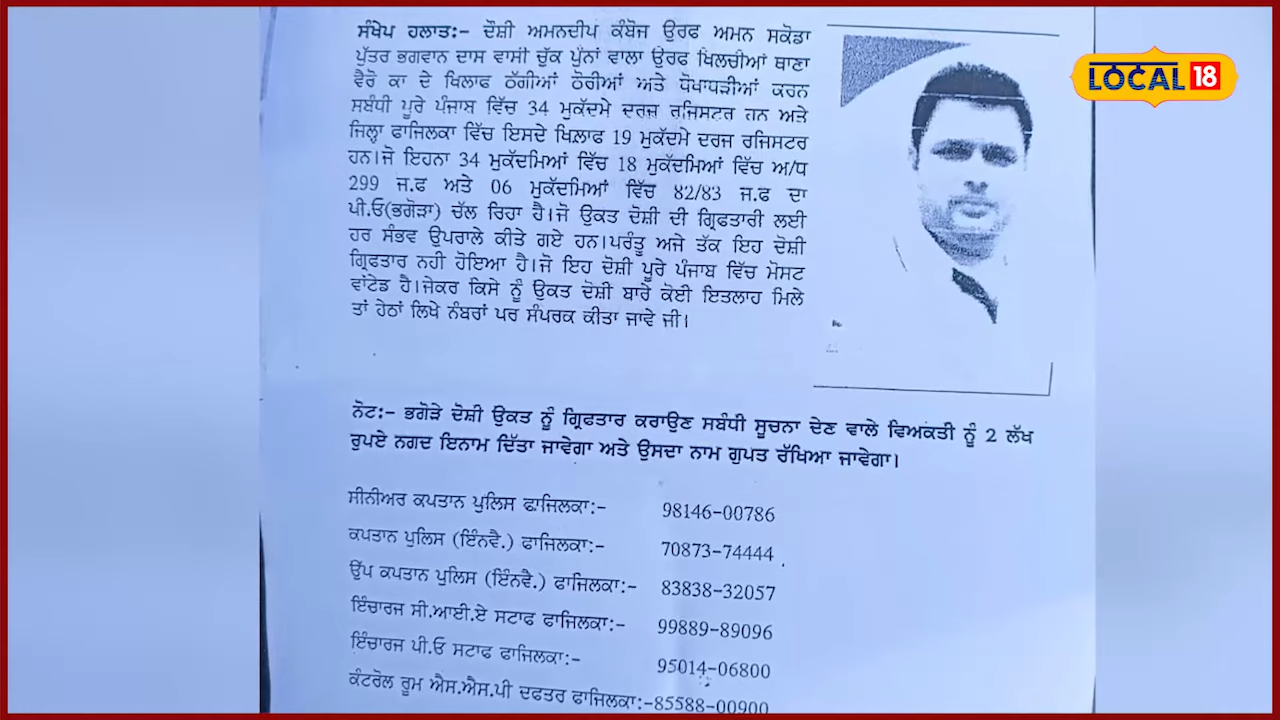 LOCAL 18
ਸੰਖੇਪ ਹਲਾਤ:- ਦੋਸ਼ੀ ਅਮਨਦੀਪ ਕੰਬੋਜ ਉਰਫ ਅਮਨ ਸਕੋਡਾ
ਪੁੱਤਰ ਭਗਵਾਨ ਦਾਸ ਵਾਸੀ ਚੁੱਕ ਪੁੰਨਾਂ ਵਾਲਾ ਉਰਫ ਖਿਲਚੀਆਂ ਥਾਣਾ
ਵੈਰੋ ਕਾ ਦੇ ਖਿਲਾਫ ਠੱਗੀਆਂ ਠੋਰੀਆਂ ਅਤੇ ਧੋਖਾਧੜੀਆਂ ਕਰਨ
ਸਬੰਧੀ ਪੂਰੇ ਪੰਜਾਬ ਵਿੱਚ 34 ਮੁਕੱਦਮੇ ਦਰਜ਼ ਰਜਿਸਟਰ ਹਨ ਅਤੇ
ਜਿਲ੍ਹਾ ਫਾਜਿਲਕਾ ਵਿੱਚ ਇਸਦੇ ਖਿਲਾਫ 19 ਮੁਕੱਦਮੇ ਦਰਜ ਰਜਿਸਟਰ
ਹਨ।ਜੋ ਇਹਨਾ 34 ਮੁਕੱਦਮਿਆਂ ਵਿੱਚ 18 ਮੁਕੱਦਮਿਆਂ ਵਿੱਚ ਅ/ਧ
299 ਜ.ਫ ਅਤੇ 06 ਮੁਕੱਦਮਿਆਂ ਵਿੱਚ 82/83 ਜ.ਫ ਦਾ
ਪੀ.ਓ(ਭਗੋੜਾ) ਚੱਲ ਰਿਹਾ ਹੈ।ਜੋ ਉਕਤ ਦੋਸ਼ੀ ਦੀ ਗ੍ਰਿਫਤਾਰੀ ਲਈ
ਹਰ ਸੰਭਵ ਉਪਰਾਲੇ ਕੀਤੇ ਗਏ ਹਨ।ਪਰੰਤੂ ਅਜੇ ਤੱਕ ਇਹ ਦੋਸ਼ੀ
ਗ੍ਰਿਫਤਾਰ ਨਹੀ ਹੋਇਆ ਹੈ।ਜੋ ਇਹ ਦੋਸ਼ੀ ਪੂਰੇ ਪੰਜਾਬ ਵਿੱਚ ਮੋਸਟ
ਵਾਂਟੇਡ ਹੈ।ਜੇਕਰ ਕਿਸੇ ਨੂੰ ਉਕਤ ਦੋਸ਼ੀ ਬਾਰੇ ਕੋਈ ਇਤਲਾਹ ਮਿਲੇ
ਤਾਂ ਹੇਠਾਂ ਲਿਖੇ ਨੰਬਰਾਂ ਪਰ ਸੰਪਰਕ ਕੀਤਾ ਜਾਵੇ ਜੀ।
ਨੋਟ:- ਭਗੋੜੇ ਦੋਸ਼ੀ ਉਕਤ ਨੂੰ ਗ੍ਰਿਫਤਾਰ ਕਰਾਉਣ ਸਬੰਧੀ ਸੂਚਨਾ ਦੇਣ ਵਾਲੇ ਵਿਅਕਤੀ ਨੂੰ 2 ਲੱਖ
ਰੁਪਏ ਨਗਦ ਇਨਾਮ ਦਿੱਤਾ ਜਾਵੇਗਾ ਅਤੇ ਉਸਦਾ ਨਾਮ ਗੁਪਤ ਰੱਖਿਆ ਜਾਵੇਗਾ।
ਸੀਨੀਅਰ ਕਪਤਾਨ ਪੁਲਿਸ ਫਾਜਿਲਕਾ:- 98146-00786
ਕਪਤਾਨ ਪੁਲਿਸ (ਇੰਨਵੈ.) ਫਾਜਿਲਕਾ:- 70873-74444
ਉੱਪ ਕਪਤਾਨ ਪੁਲਿਸ (ਇੰਨਵੈ.) ਫਾਜਿਲਕਾ:- 83838-32057
ਇੰਚਾਰਜ ਸੀ.ਆਈ.ਏ ਸਟਾਫ ਫਾਜਿਲਕਾ:- 99889-89096
ਇੰਚਾਰਜ ਪੀ.ਓ ਸਟਾਫ ਫਾਜਿਲਕਾ:- 95014-06800
ਕੰਟਰੋਲ ਰੂਮ ਐਸ.ਐਸ.ਪੀ ਦਫਤਰ ਫਾਜਿਲਕਾ:-85588-00900